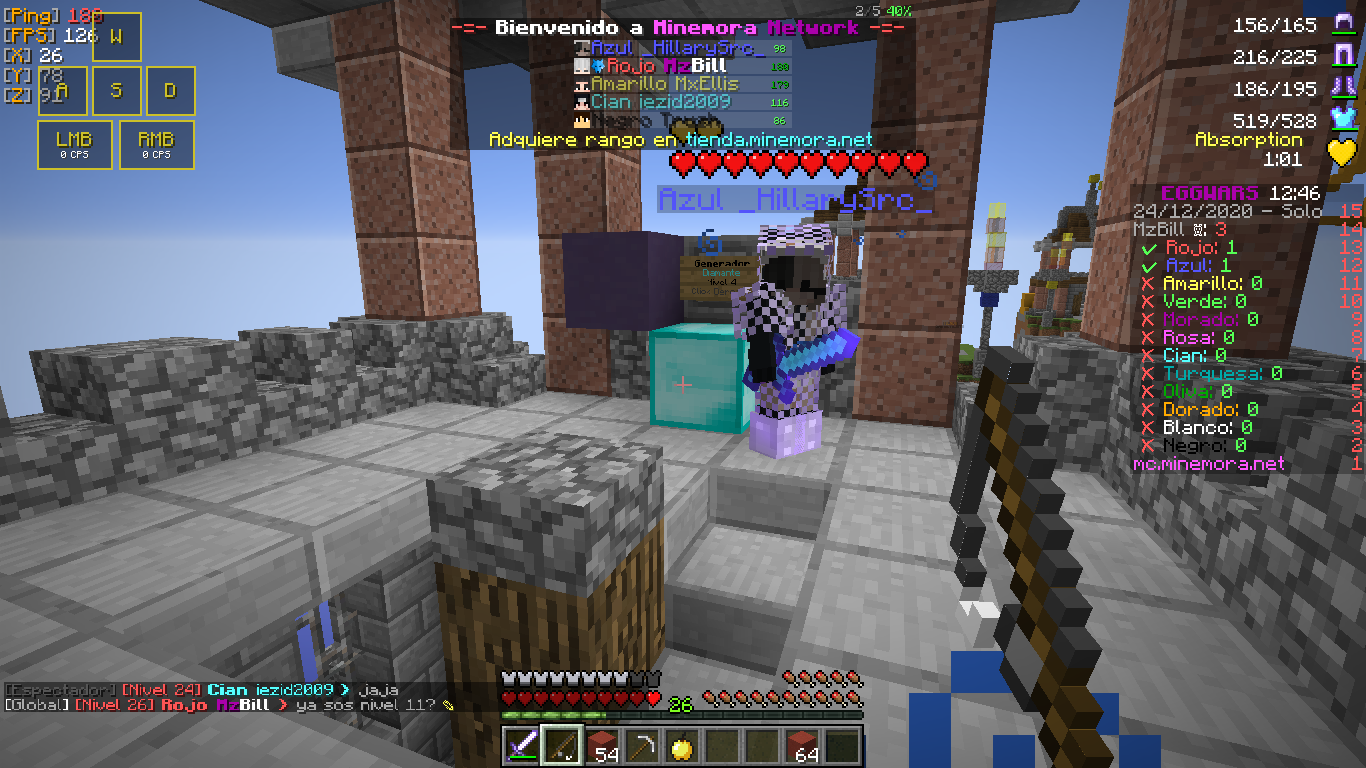 [Ping] 189
[FPS] 126
[X] 26
[Y] 78
[Z] 91
W
A
S
D
LMB
0 CPS
RMB
0 CPS
2/5 40%
-=- Bienvenido a Minemora Network -=-
Azul _HillarySrc_ 98
Rojo MzBill 189
Amarillo MxEllis 179
Cian iezid2009 116
Negro 86
Adquiere rango en tienda.minemora.net
156/165
216/225
186/195
519/528
Absorption
1:01
Azul _HillarySrc_
Generador
Diamante
Nivel 4
EGGWARS 12:46
24/12/2020 - Solo 15
MzBill : 3 14
✓ Rojo: 1 13
✓ Azul: 1 12
✗ Amarillo: 0 11
✗ Verde: 0 10
✗ Morado: 0 9
✗ Rosa: 0 8
✗ Cian: 0 7
✗ Turquesa: 0 6
✗ Oliva: 0 5
✗ Dorado: 0 4
✗ Blanco: 0 3
✗ Negro: 0 2
mc.minemora.net 1
[Espectador] [Nivel 24] Cian iezid2009 > jaja
[Global] [Nivel 26] Rojo MzBill > ya sos nivel 11? ✎
26
54
64